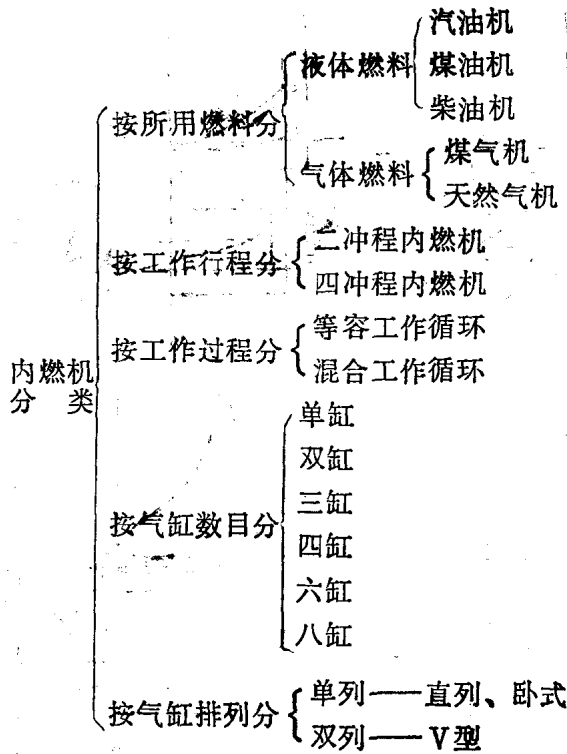 内燃机
分类
按所用燃料分
液体燃料
汽油机
煤油机
柴油机
气体燃料
煤气机
天然气机
按工作行程分
二冲程内燃机
四冲程内燃机
按工作过程分
等容工作循环
混合工作循环
按气缸数目分
单缸
双缸
三缸
四缸
六缸
八缸
按气缸排列分
单列——直列、卧式
双列——V型